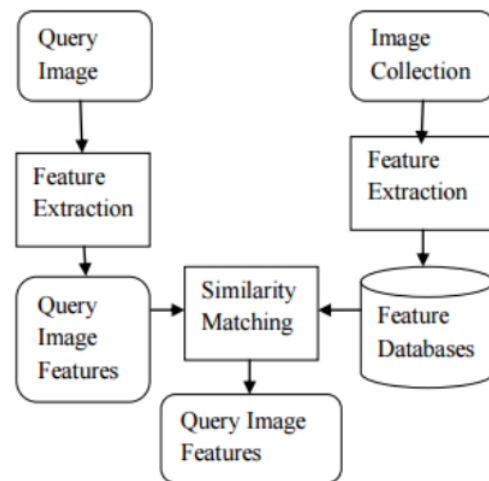 Query
Image
Image
Collection
Feature
Extraction
Feature
Extraction
Query
Image
Features
Similarity
Matching
Feature
Databases
Query Image
Features